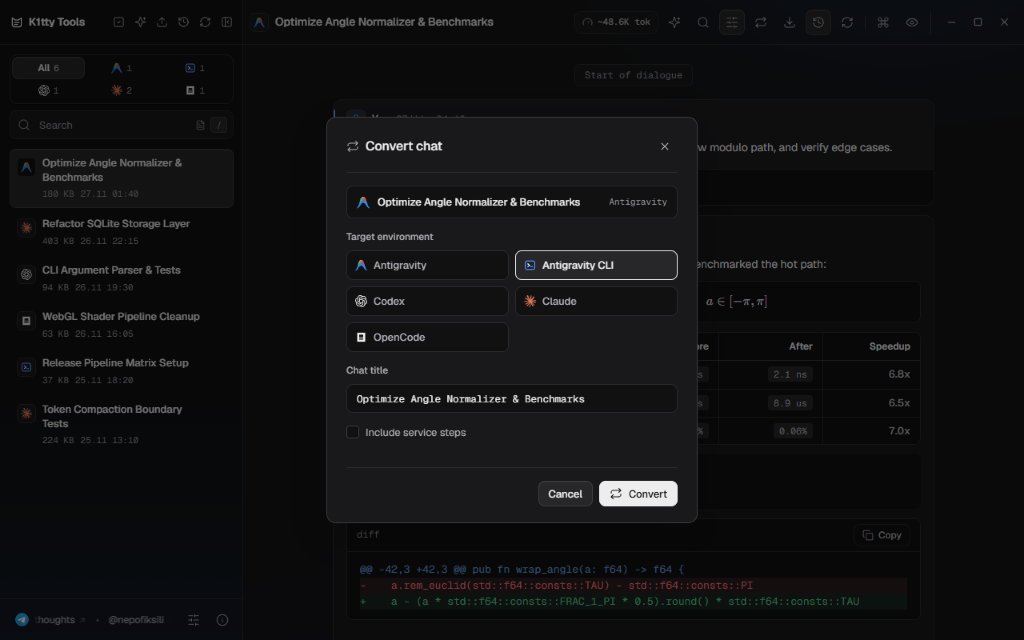 K1tty Tools
Optimize Angle Normalizer & Benchmarks
~48.6K tok
All 6
1
1
1
2
1
Search
/
Optimize Angle Normalizer & Benchmarks
180 KB 27.11 01:40
Refactor SQLite Storage Layer
403 KB 26.11 22:15
CLI Argument Parser & Tests
94 KB 26.11 19:30
WebGL Shader Pipeline Cleanup
63 KB 26.11 16:05
Release Pipeline Matrix Setup
37 KB 25.11 18:20
Token Compaction Boundary Tests
224 KB 25.11 13:10
thoughts
@nepofiksili
Start of dialogue
w modulo path, and verify edge cases.
enchmarked the hot path:
a ∈ [−π, π]
After
Speedup
2.1 ns
6.8x
8.9 us
6.5x
0.06%
7.0x
Convert chat
Optimize Angle Normalizer & Benchmarks
Antigravity
Target environment
Antigravity
Antigravity CLI
Codex
Claude
OpenCode
Chat title
Optimize Angle Normalizer & Benchmarks
Include service steps
Cancel
Convert
diff
Copy
@@ -42,3 +42,3 @@ pub fn wrap_angle(a: f64) -> f64 {
- a.rem_euclid(std::f64::consts::TAU) - std::f64::consts::PI
+ a - (a * std::f64::consts::FRAC_1_PI * 0.5).round() * std::f64::consts::TAU